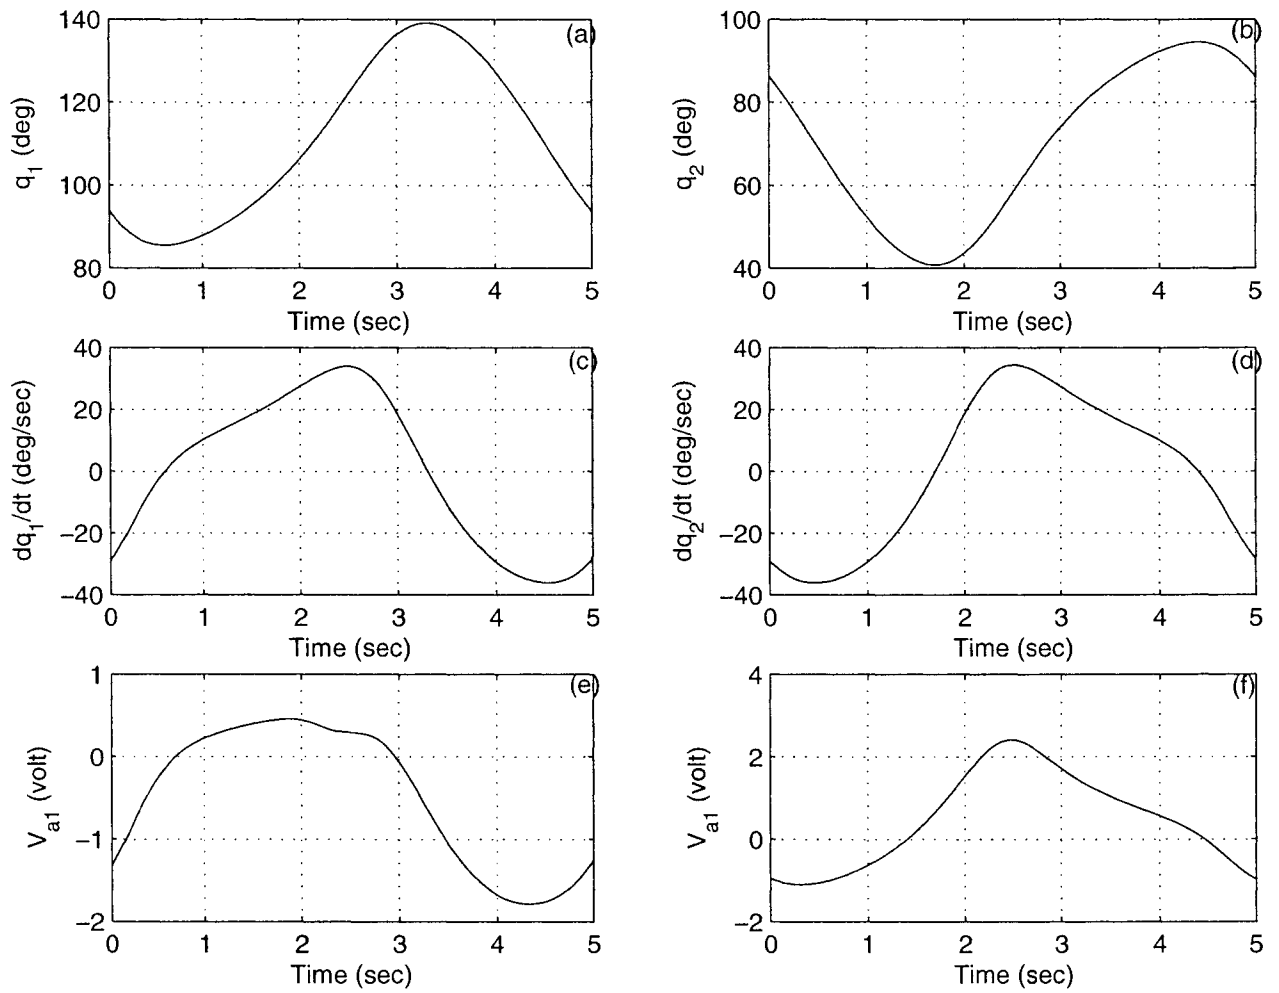 140
120
100
80
q1 (deg)
(a)
0 1 2 3 4 5
Time (sec)
100
80
60
40
q2 (deg)
(b)
0 1 2 3 4 5
Time (sec)
40
20
0
−20
−40
dq1/dt (deg/sec)
(c)
0 1 2 3 4 5
Time (sec)
40
20
0
−20
−40
dq2/dt (deg/sec)
(d)
0 1 2 3 4 5
Time (sec)
1
0
−1
−2
Va1 (volt)
(e)
0 1 2 3 4 5
Time (sec)
4
2
0
−2
Va1 (volt)
(f)
0 1 2 3 4 5
Time (sec)